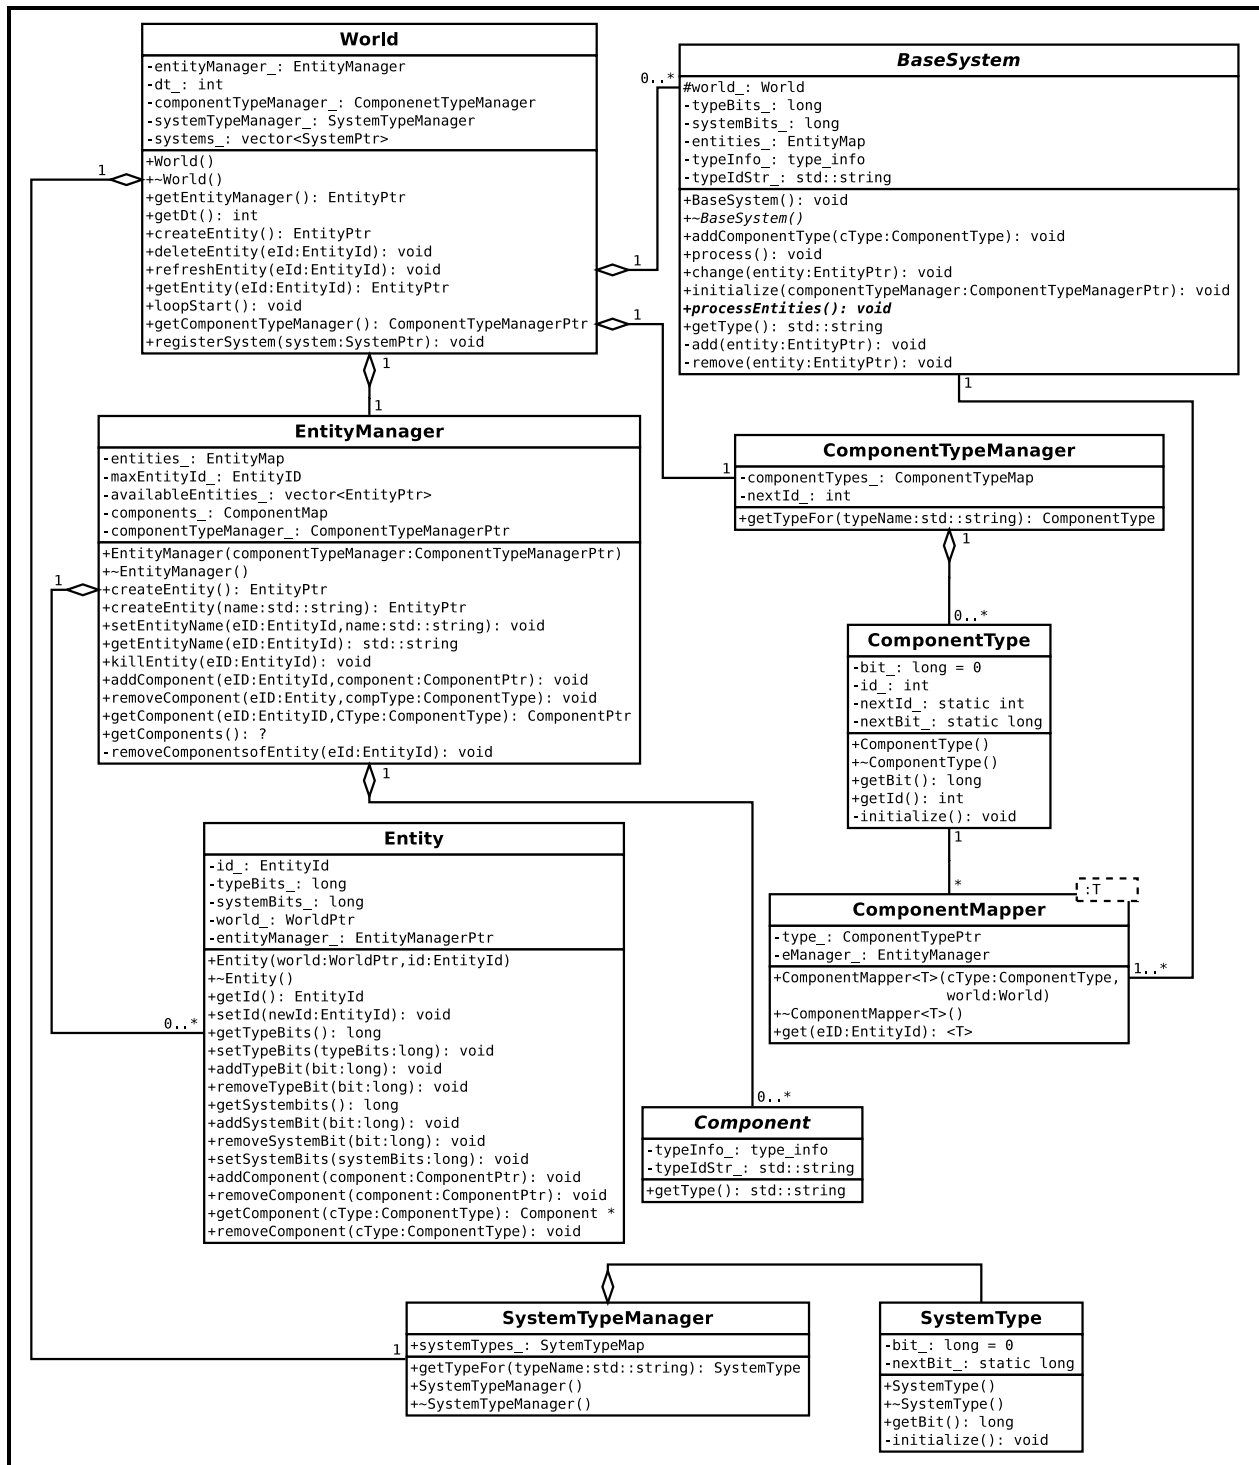 World
-entityManager_: EntityManager
-dt_: int
-componentTypeManager_: ComponenetTypeManager
-systemTypeManager_: SystemTypeManager
-systems_: vector<SystemPtr>
+World()
+~World()
+getEntityManager(): EntityPtr
+getDt(): int
+createEntity(): EntityPtr
+deleteEntity(eId:EntityId): void
+refreshEntity(eId:EntityId): void
+getEntity(eId:EntityId): EntityPtr
+loopStart(): void
+getComponentTypeManager(): ComponentTypeManagerPtr
+registerSystem(system:SystemPtr): void
1
1
1
1
1
0..*
BaseSystem
#world_: World
-typeBits_: long
-systemBits_: long
-entities_: EntityMap
-typeInfo_: type_info
-typeIdStr_: std::string
+BaseSystem(): void
+~BaseSystem()
+addComponentType(cType:ComponentType): void
+process(): void
+change(entity:EntityPtr): void
+initialize(componentTypeManager:ComponentTypeManagerPtr): void
+processEntities(): void
+getType(): std::string
-add(entity:EntityPtr): void
-remove(entity:EntityPtr): void
1
EntityManager
-entities_: EntityMap
-maxEntityId_: EntityID
-availableEntities_: vector<EntityPtr>
-components_: ComponentMap
-componentTypeManager_: ComponentTypeManagerPtr
+EntityManager(componentTypeManager:ComponentTypeManagerPtr)
+~EntityManager()
+createEntity(): EntityPtr
+createEntity(name:std::string): EntityPtr
+setEntityName(eID:EntityId,name:std::string): void
+getEntityName(eID:EntityId): std::string
+killEntity(eID:EntityId): void
+addComponent(eID:EntityId,component:ComponentPtr): void
+removeComponent(eID:Entity,compType:ComponentType): void
+getComponent(eID:EntityID,CType:ComponentType): ComponentPtr
+getComponents(): ?
-removeComponentsofEntity(eId:EntityId): void
1
1
1
ComponentTypeManager
-componentTypes_: ComponentTypeMap
-nextId_: int
+getTypeFor(typeName:std::string): ComponentType
1
0..*
ComponentType
-bit_: long = 0
-id_: int
-nextId_: static int
-nextBit_: static long
+ComponentType()
+~ComponentType()
+getBit(): long
+getId(): int
-initialize(): void
1
*
:T
ComponentMapper
-type_: ComponentTypePtr
-eManager_: EntityManager
+ComponentMapper<T>(cType:ComponentType,
world:World)
+~ComponentMapper<T>()
+get(eID:EntityId): <T>
1..*
Entity
-id_: EntityId
-typeBits_: long
-systemBits_: long
-world_: WorldPtr
-entityManager_: EntityManagerPtr
+Entity(world:WorldPtr,id:EntityId)
+~Entity()
+getId(): EntityId
+setId(newId:EntityId): void
+getTypeBits(): long
+setTypeBits(typeBits:long): void
+addTypeBit(bit:long): void
+removeTypeBit(bit:long): void
+getSystembits(): long
+addSystemBit(bit:long): void
+removeSystemBit(bit:long): void
+setSystemBits(systemBits:long): void
+addComponent(component:ComponentPtr): void
+removeComponent(component:ComponentPtr): void
+getComponent(cType:ComponentType): Component *
+removeComponent(cType:ComponentType): void
0..*
0..*
Component
-typeInfo_: type_info
-typeIdStr_: std::string
+getType(): std::string
SystemTypeManager
+systemTypes_: SytemTypeMap
+getTypeFor(typeName:std::string): SystemType
+SystemTypeManager()
+~SystemTypeManager()
1
SystemType
-bit_: long = 0
-nextBit_: static long
+SystemType()
+~SystemType()
+getBit(): long
-initialize(): void